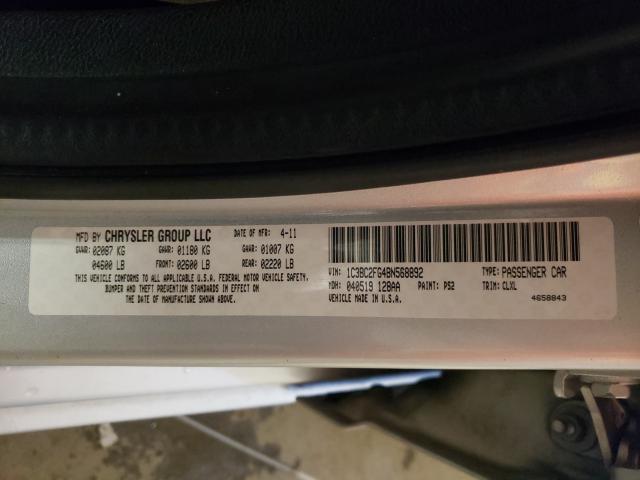 MFD BY CHRYSLER GROUP LLC DATE OF MFR: 4-11
GVWR: 02087 KG GAWR: 01180 KG GAWR: 01007 KG
04600 LB FRONT: 02600 LB REAR: 02220 LB
THIS VEHICLE CONFORMS TO ALL APPLICABLE U.S.A. FEDERAL MOTOR VEHICLE SAFETY,
BUMPER AND THEFT PREVENTION STANDARDS IN EFFECT ON
THE DATE OF MANUFACTURE SHOWN ABOVE.
VIN: 1C3BC2FG4BN568892 TYPE: PASSENGER CAR
MDH: 040519 128AA PAINT: PS2 TRIM: CLXL
VEHICLE MADE IN U.S.A. 4658843